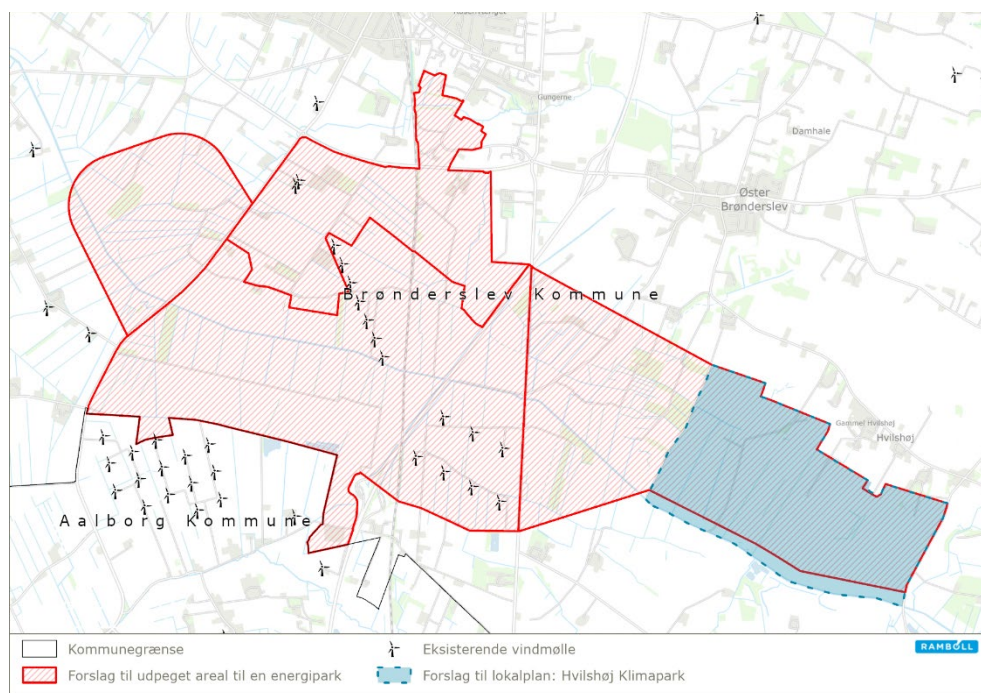 Gungerne
Damhale
Øster
Brønderslev
Brønderslev Kommune
Gammel Hvilshøj
Hvilshøj
Aalborg Kommune
Kommunegrænse
Eksisterende vindmølle
RAMBOLL
Forslag til udpeget areal til en energipark
Forslag til lokalplan: Hvilshøj Klimapark